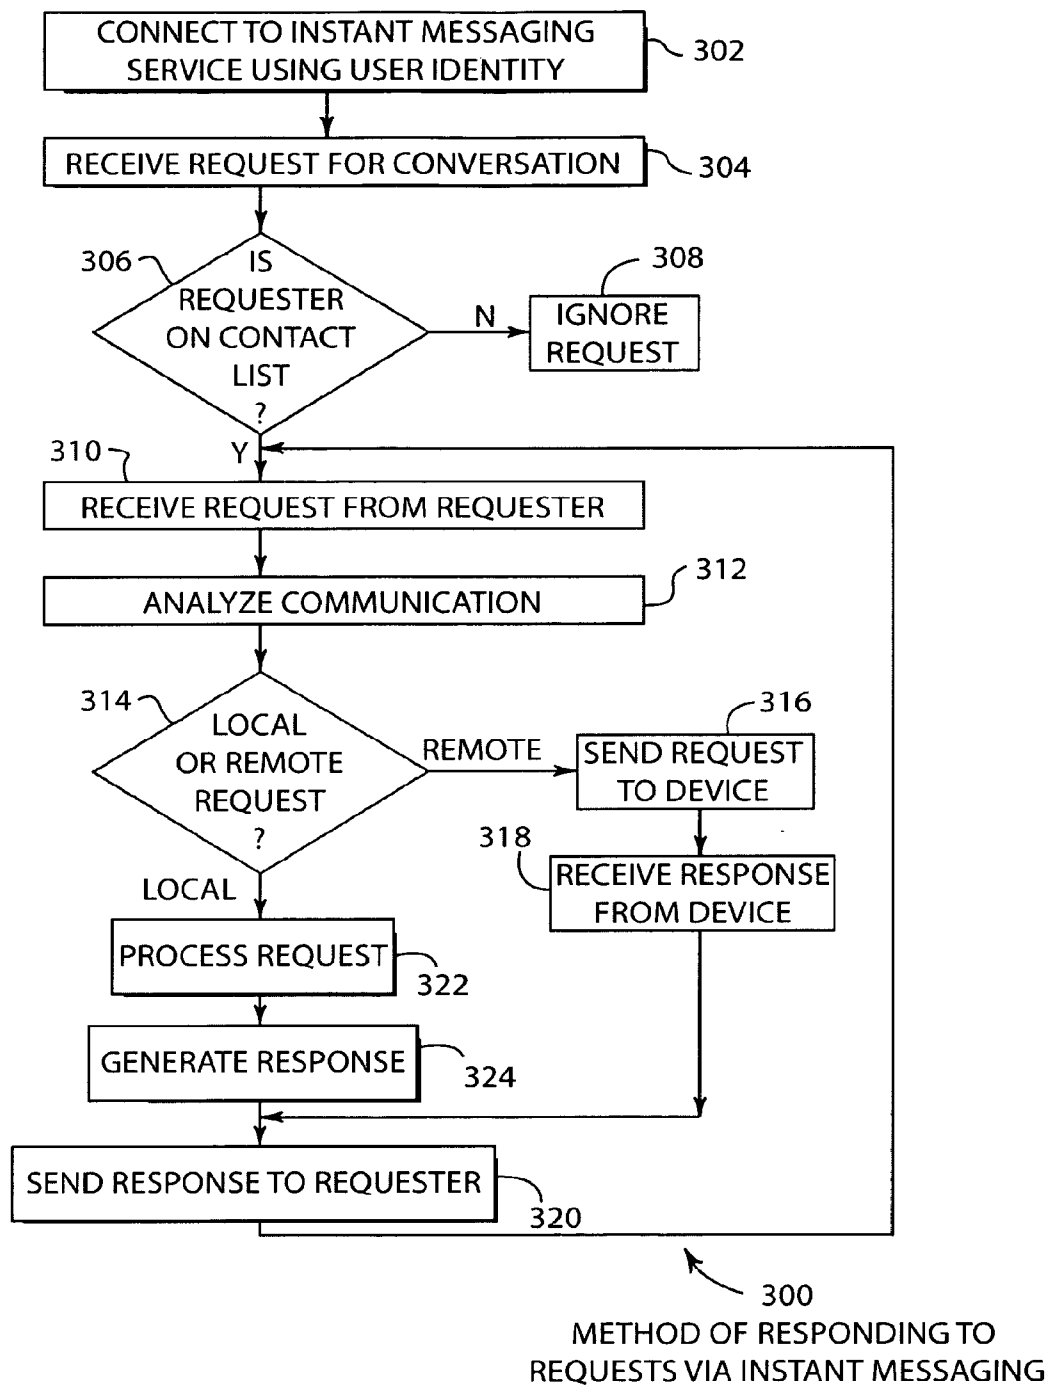 CONNECT TO INSTANT MESSAGING
SERVICE USING USER IDENTITY
302
RECEIVE REQUEST FOR CONVERSATION
304
306
IS
REQUESTER
ON CONTACT
LIST
?
N
308
IGNORE
REQUEST
Y
310
RECEIVE REQUEST FROM REQUESTER
312
ANALYZE COMMUNICATION
314
LOCAL
OR REMOTE
REQUEST
?
REMOTE
316
SEND REQUEST
TO DEVICE
318
RECEIVE RESPONSE
FROM DEVICE
LOCAL
PROCESS REQUEST
322
GENERATE RESPONSE
324
SEND RESPONSE TO REQUESTER
320
300
METHOD OF RESPONDING TO
REQUESTS VIA INSTANT MESSAGING